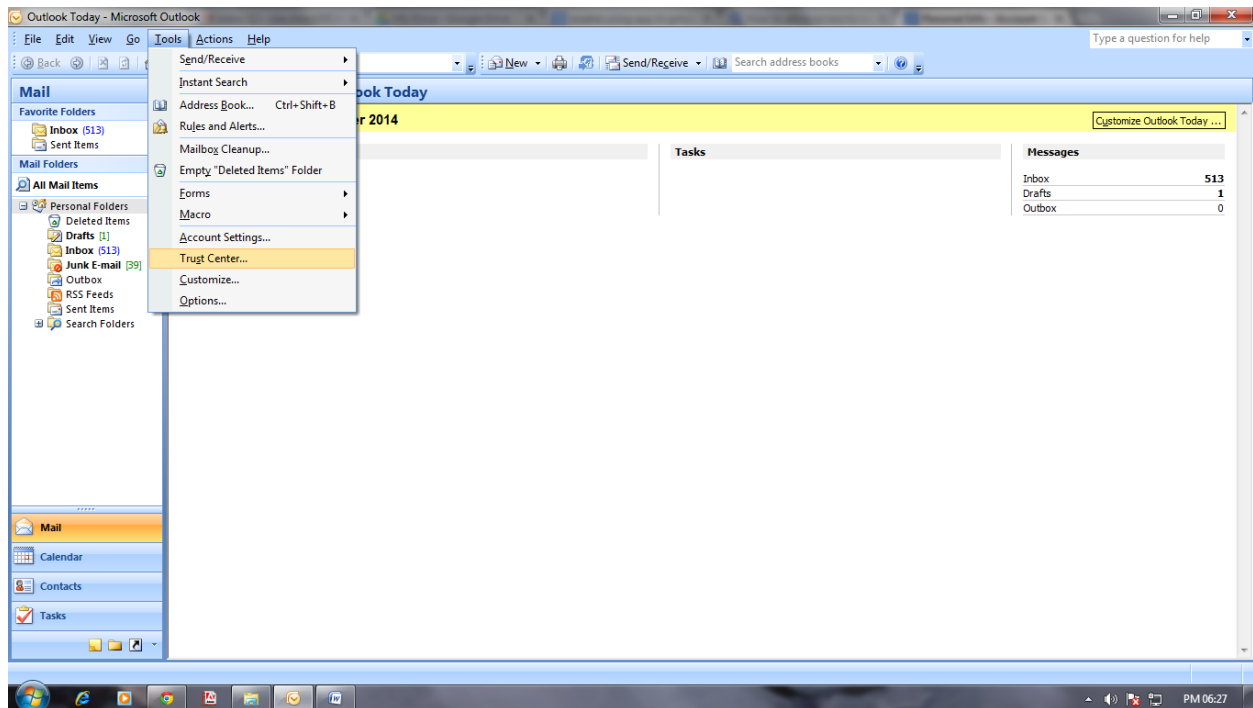 Outlook Today - Microsoft Outlook
File Edit View Go Tools Actions Help
Type a question for help
Back
New
Send/Receive
Search address books
Send/Receive
Instant Search
Address Book... Ctrl+Shift+B
Rules and Alerts...
Mailbox Cleanup...
Empty "Deleted Items" Folder
Forms
Macro
Account Settings...
Trust Center...
Customize...
Options...
Mail
Favorite Folders
Inbox (513)
Sent Items
Mail Folders
All Mail Items
Personal Folders
Deleted Items
Drafts [1]
Inbox (513)
Junk E-mail [39]
Outbox
RSS Feeds
Sent Items
Search Folders
Mail
Calendar
Contacts
Tasks
Today
2014
Customize Outlook Today ...
Tasks
Messages
Inbox 513
Drafts 1
Outbox 0
PM 06:27